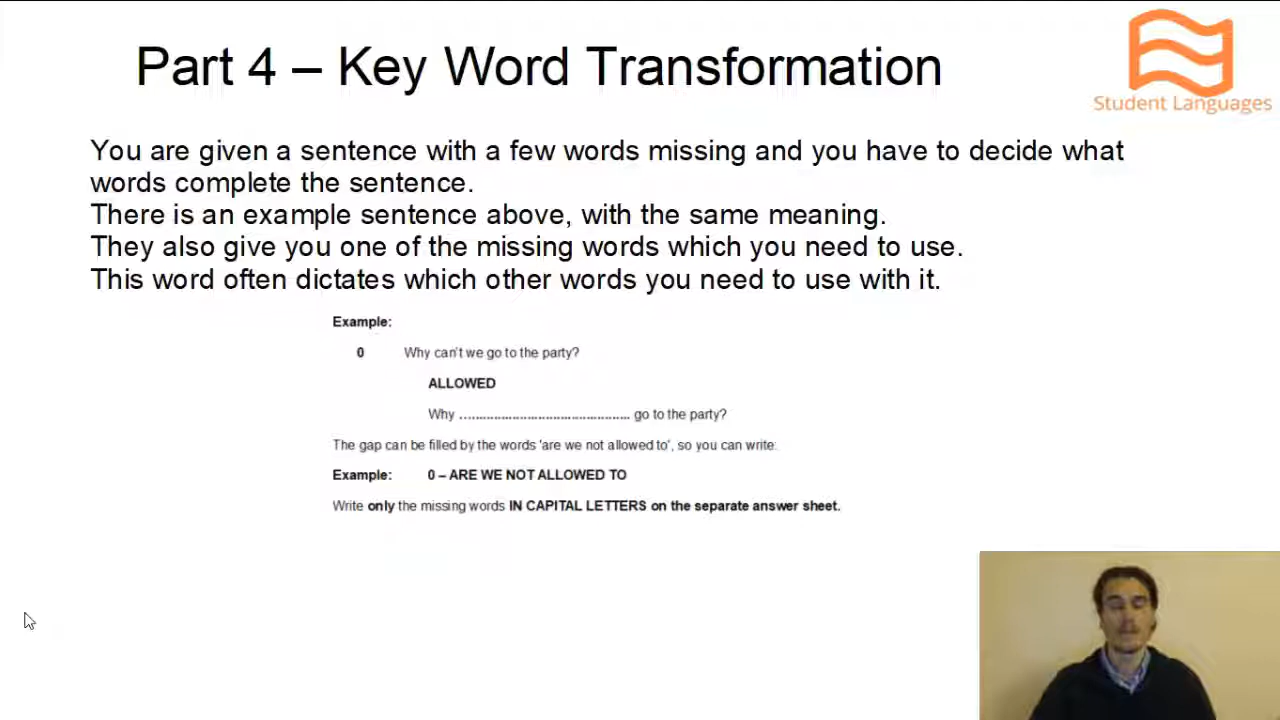 Part 4 – Key Word Transformation
Student Languages
You are given a sentence with a few words missing and you have to decide what
words complete the sentence.
There is an example sentence above, with the same meaning.
They also give you one of the missing words which you need to use.
This word often dictates which other words you need to use with it.
Example:
0 Why can't we go to the party?
ALLOWED
Why ................................................ go to the party?
The gap can be filled by the words 'are we not allowed to', so you can write:
Example: 0 – ARE WE NOT ALLOWED TO
Write only the missing words IN CAPITAL LETTERS on the separate answer sheet.